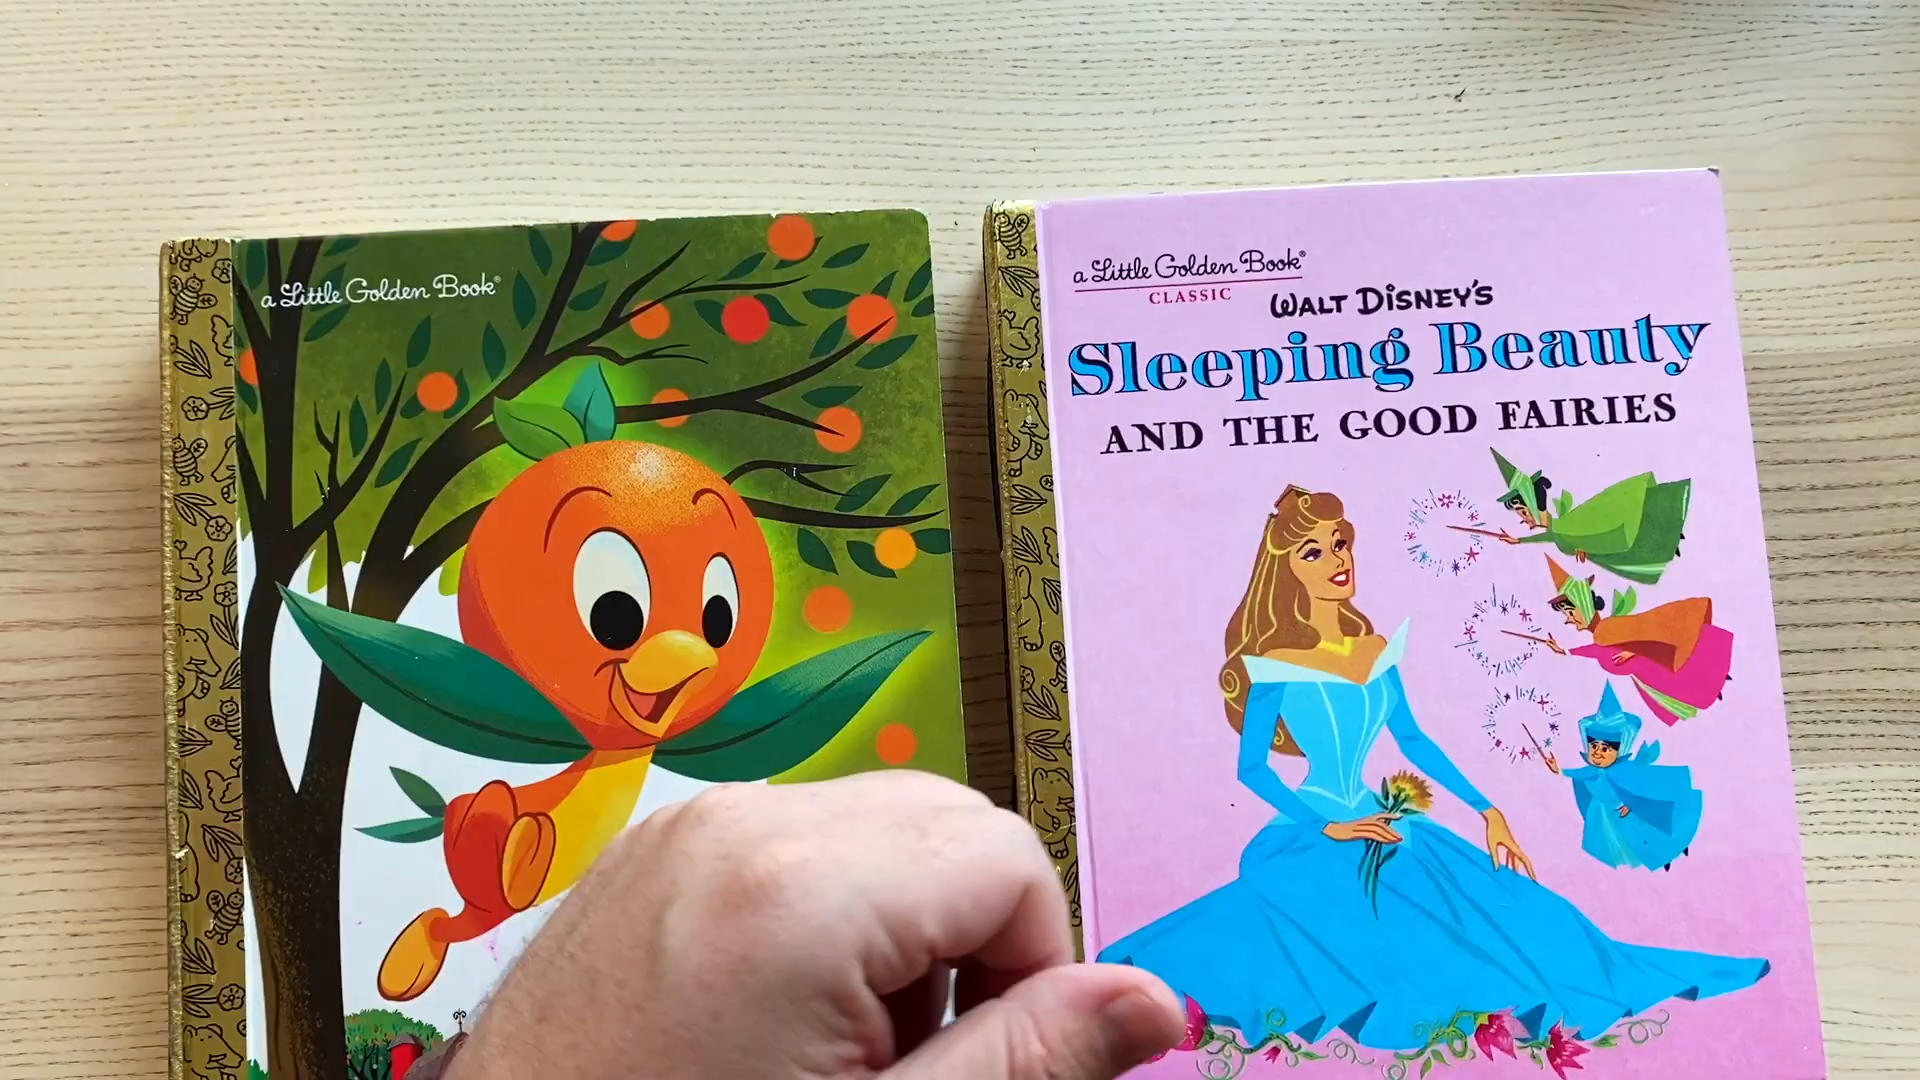 a Little Golden Book®
a Little Golden Book®
CLASSIC
WALT DISNEY'S
Sleeping Beauty
AND THE GOOD FAIRIES